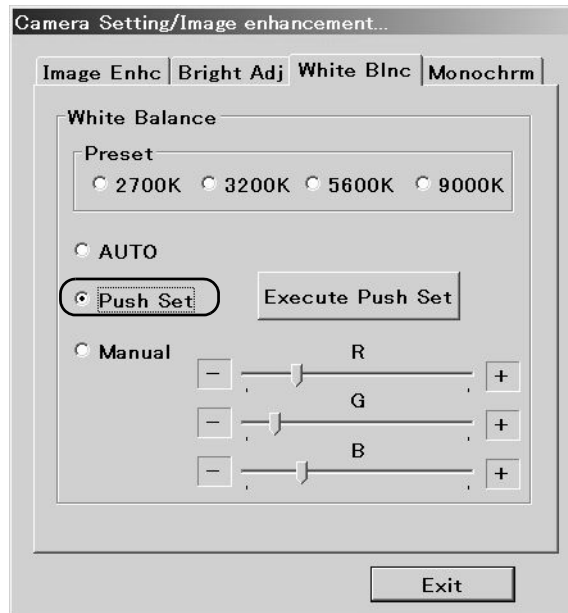 Camera Setting/Image enhancement...
Image Enhc Bright Adj White Blnc Monochrm
White Balance
Preset
2700K 3200K 5600K 9000K
AUTO
Push Set Execute Push Set
Manual R
- +
G
- +
B
- +
Exit